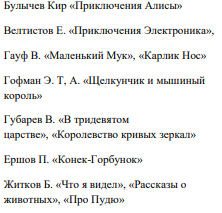 Булычев Кир «Приключения Алисы»
Велтистов Е. «Приключения Электроника»,
Гауф В. «Маленький Мук», «Карлик Нос»
Гофман Э. Т, А. «Щелкунчик и мышиный
король»
Губарев В. «В тридевятом
царстве», «Королевство кривых зеркал»
Ершов П. «Конек-Горбунок»
Житков Б. «Что я видел», «Рассказы о
животных», «Про Пудю»